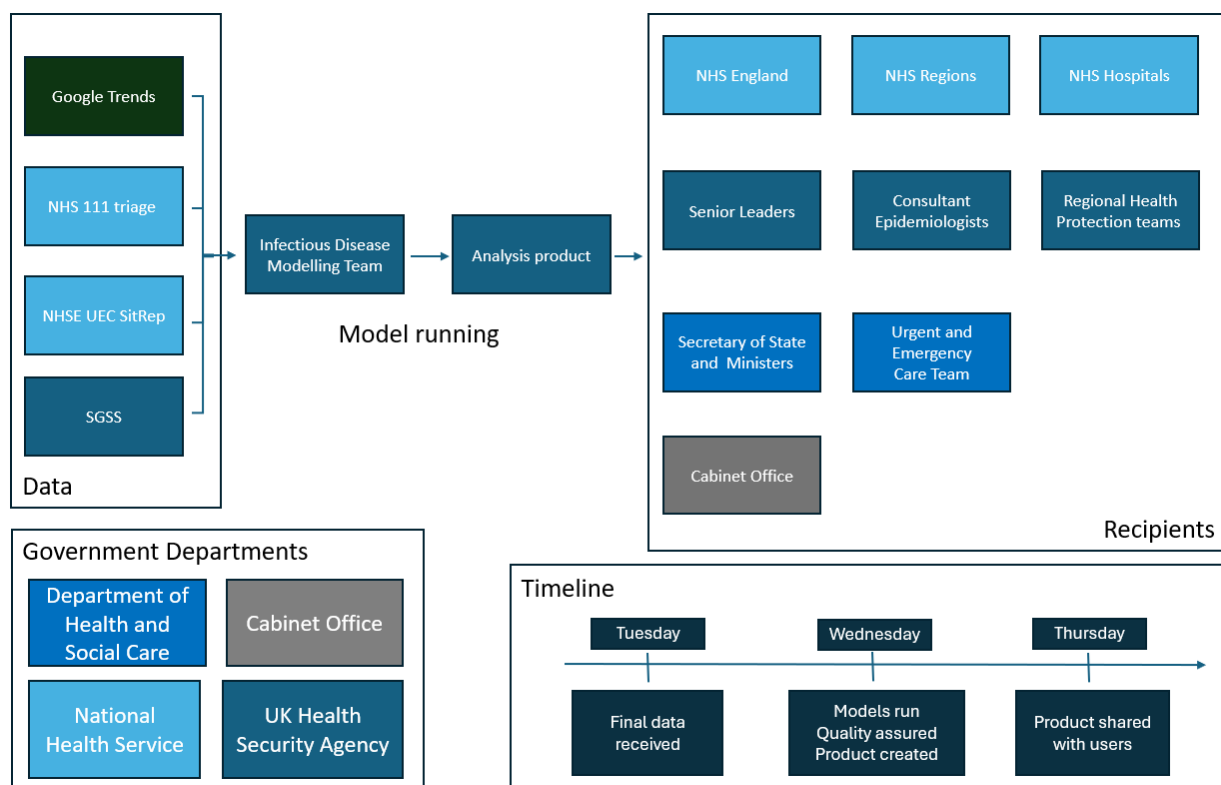 Google Trends
NHS 111 triage
NHSE UEC SitRep
SGSS
Data
Infectious Disease
Modelling Team
Analysis product
Model running
NHS England
NHS Regions
NHS Hospitals
Senior Leaders
Consultant
Epidemiologists
Regional Health
Protection teams
Secretary of State
and Ministers
Urgent and
Emergency
Care Team
Cabinet Office
Recipients
Government Departments
Department of
Health and
Social Care
Cabinet Office
National
Health Service
UK Health
Security Agency
Timeline
Tuesday
Wednesday
Thursday
Final data
received
Models run
Quality assured
Product created
Product shared
with users